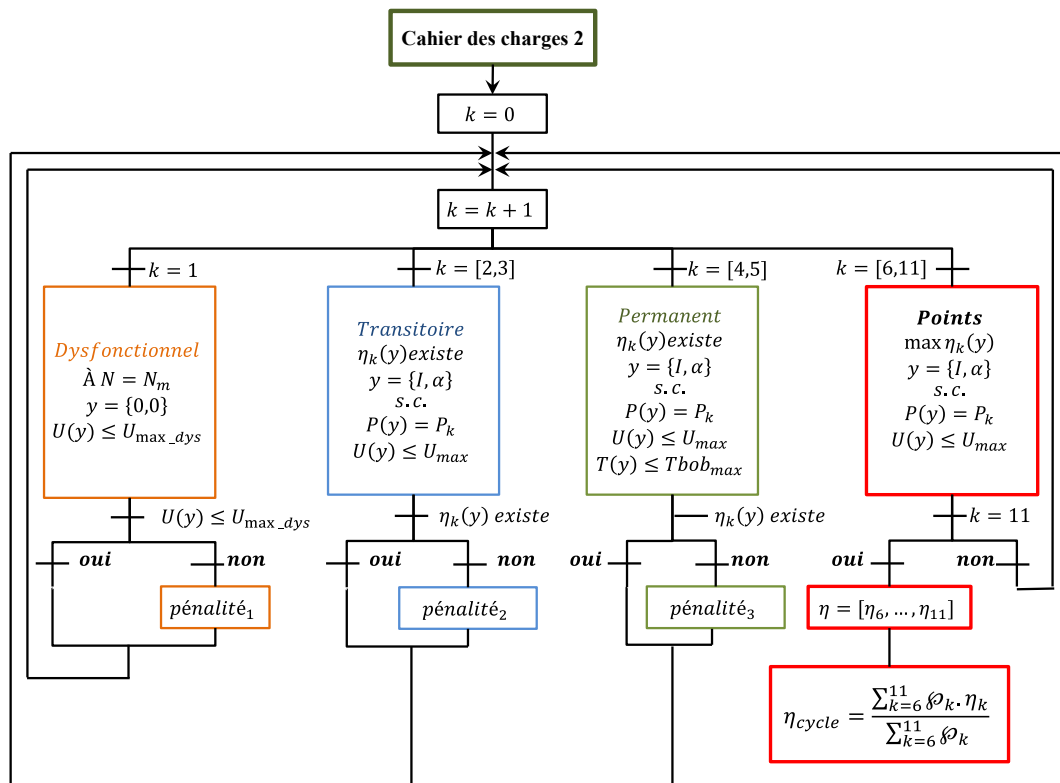 Cahier des charges 2
k = 0
k = k + 1
k = 1
k = [2,3]
k = [4,5]
k = [6,11]
Dysfonctionnel
À N = N_m
y = {0,0}
U(y) ≤ U_max_dys
Transitoire
η_k(y) existe
y = {I, α}
s. c.
P(y) = P_k
U(y) ≤ U_max
Permanent
η_k(y) existe
y = {I, α}
s. c.
P(y) = P_k
U(y) ≤ U_max
T(y) ≤ Tbob_max
Points
max η_k(y)
y = {I, α}
s. c.
P(y) = P_k
U(y) ≤ U_max
U(y) ≤ U_max_dys
η_k(y) existe
η_k(y) existe
k = 11
oui
non
oui
non
oui
non
oui
non
pénalité_1
pénalité_2
pénalité_3
η = [η_6, … , η_11]
η_cycle = ∑_{k=6}^{11} ℘_k. η_k / ∑_{k=6}^{11} ℘_k